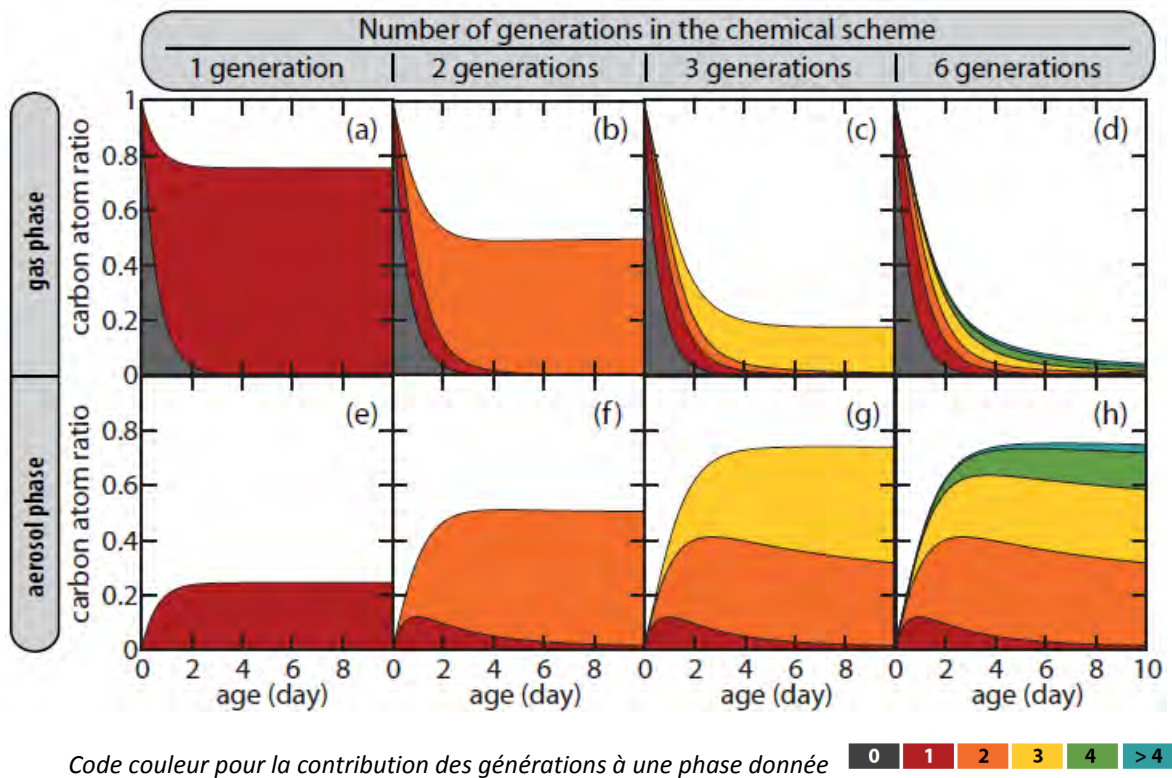 Number of generations in the chemical scheme
1 generation 2 generations 3 generations 6 generations
gas phase
carbon atom ratio
1
0.8
0.6
0.4
0.2
0
(a) (b) (c) (d)
aerosol phase
carbon atom ratio
0.8
0.6
0.4
0.2
0
(e) (f) (g) (h)
0 2 4 6 8 0 2 4 6 8 0 2 4 6 8 0 2 4 6 8 10
age (day) age (day) age (day) age (day)
Code couleur pour la contribution des générations à une phase donnée 0 1 2 3 4 > 4